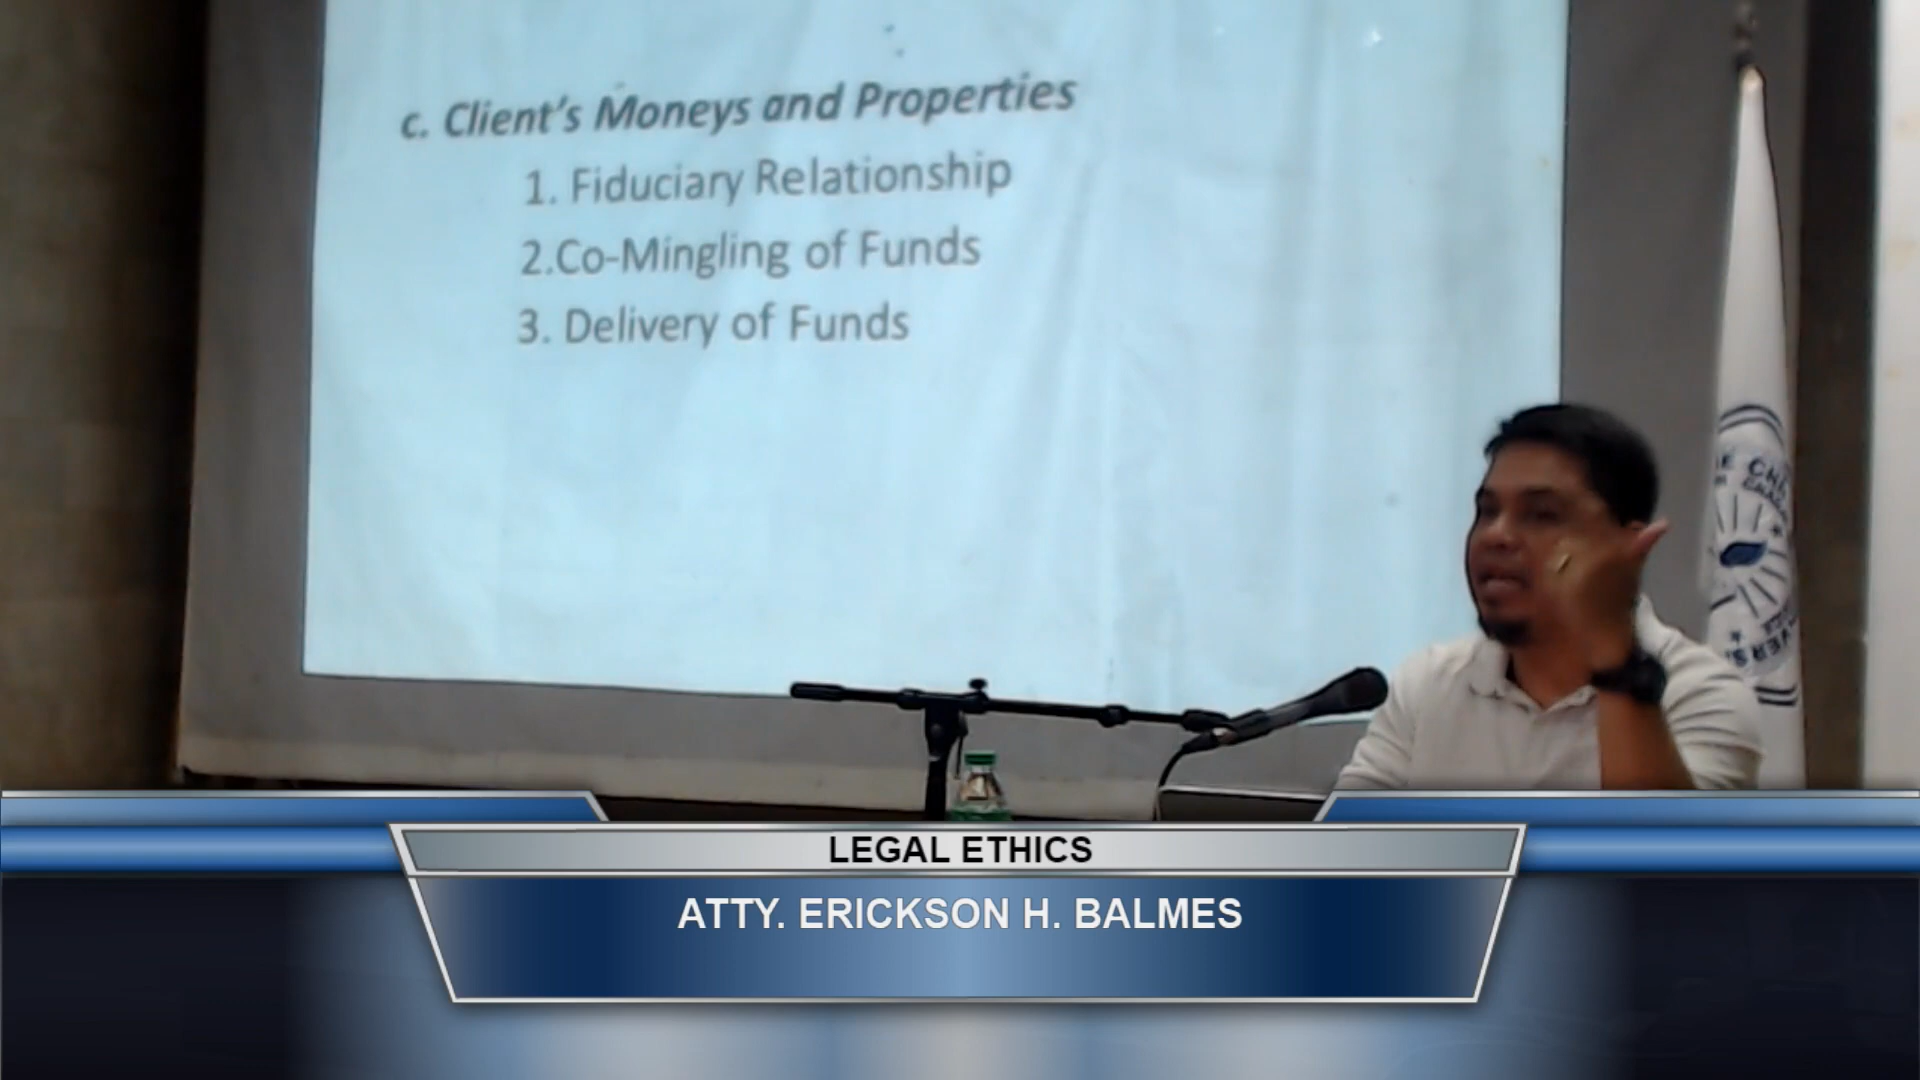 c. Client's Moneys and Properties
1. Fiduciary Relationship
2.Co-Mingling of Funds
3. Delivery of Funds
LEGAL ETHICS
ATTY. ERICKSON H. BALMES